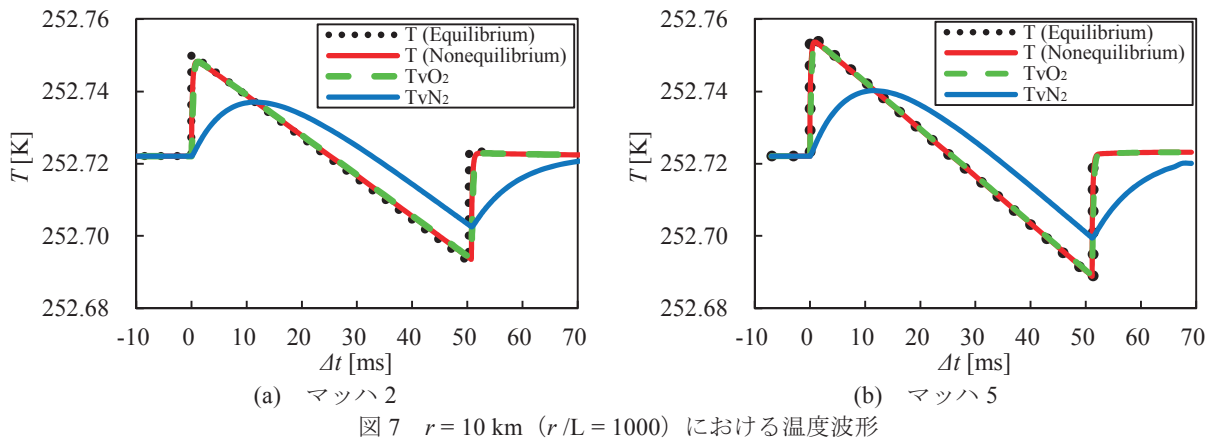 252.76
252.74
252.72
252.70
252.68
T [K]
T (Equilibrium)
T (Nonequilibrium)
TvO2
TvN2
-10 0 10 20 30 40 50 60 70
Δt [ms]
(a) マッハ 2
252.76
252.74
252.72
252.70
252.68
T [K]
T (Equilibrium)
T (Nonequilibrium)
TvO2
TvN2
-10 0 10 20 30 40 50 60 70
Δt [ms]
(b) マッハ 5
図 7 r = 10 km（r /L = 1000）における温度波形